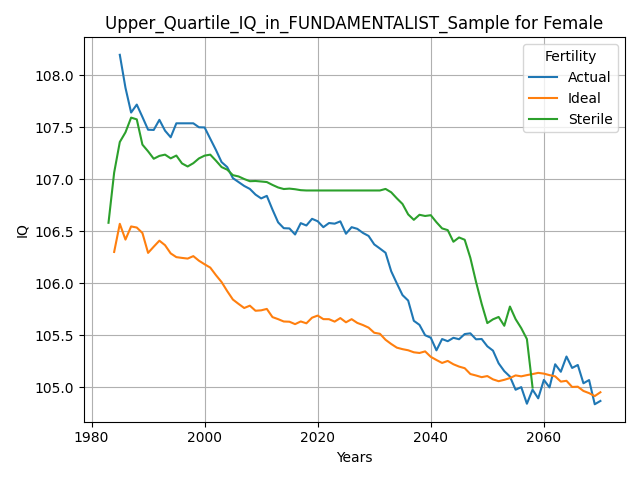 Upper_Quartile_IQ_in_FUNDAMENTALIST_Sample for Female
Fertility
Actual
Ideal
Sterile
108.0
107.5
107.0
106.5
106.0
105.5
105.0
IQ
1980
2000
2020
2040
2060
Years